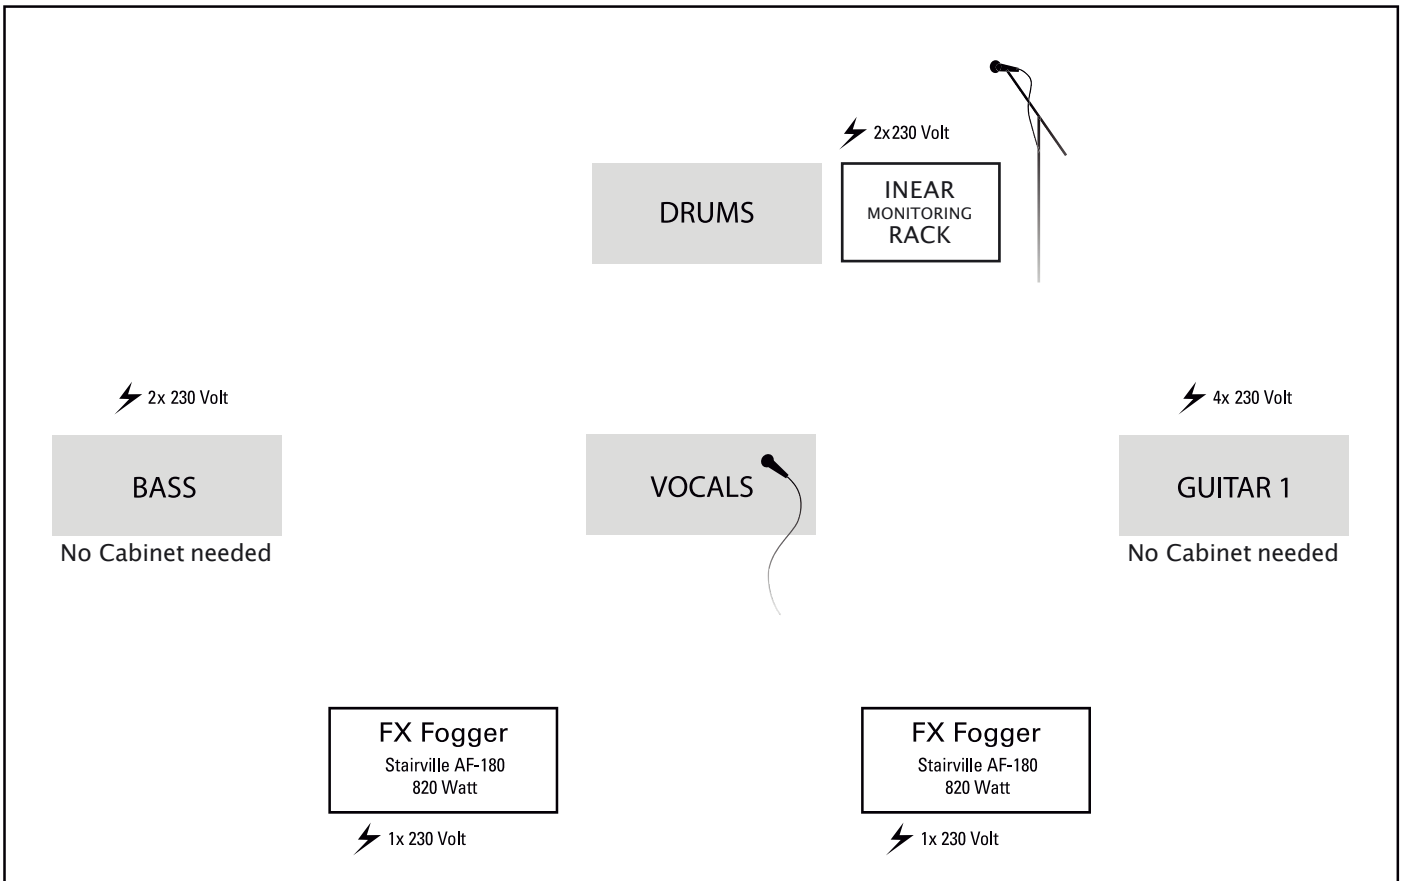 2x230 Volt
DRUMS
INEAR
MONITORING
RACK
2x 230 Volt
4x 230 Volt
BASS
VOCALS
GUITAR 1
No Cabinet needed
No Cabinet needed
FX Fogger
Stairville AF-180
820 Watt
1x 230 Volt
FX Fogger
Stairville AF-180
820 Watt
1x 230 Volt